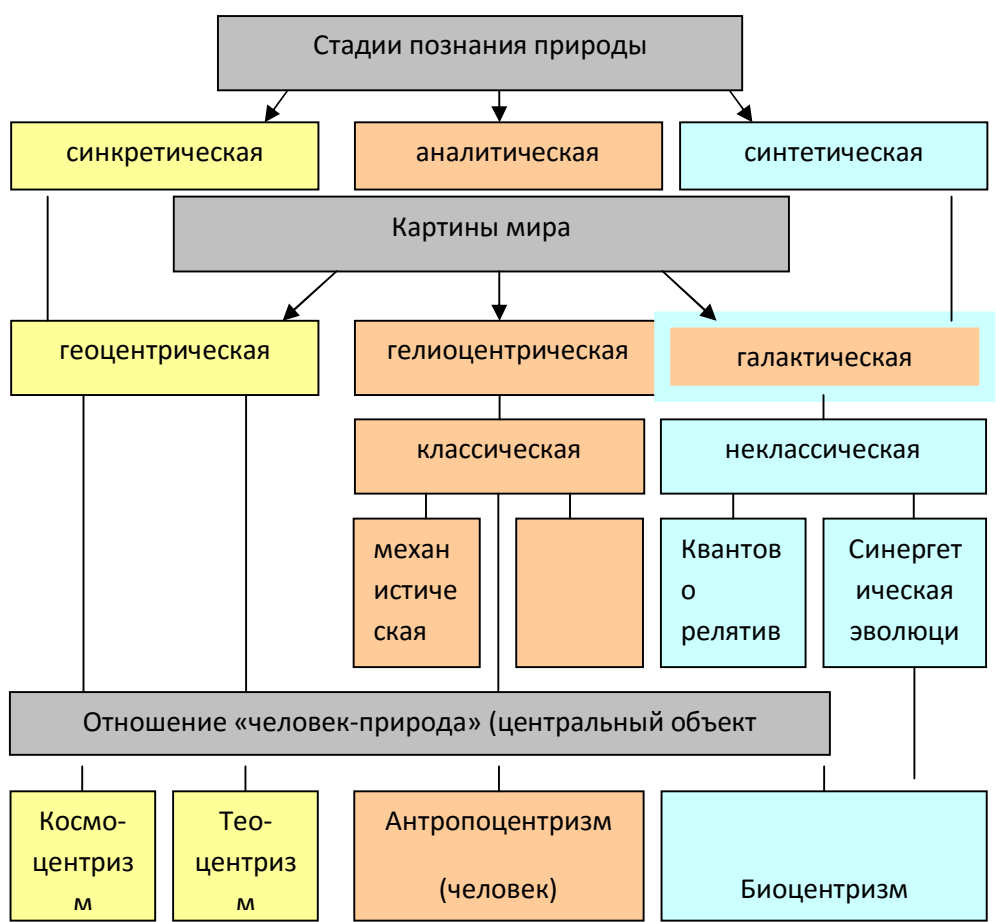 Стадии познания природы
синкретическая
аналитическая
синтетическая
Картины мира
геоцентрическая
гелиоцентрическая
галактическая
классическая
неклассическая
механ
истиче
ская
Квантов
о
релятив
Синергет
ическая
эволюци
Отношение «человек-природа» (центральный объект
Космо-
центриз
м
Тео-
центриз
м
Антропоцентризм
(человек)
Биоцентризм